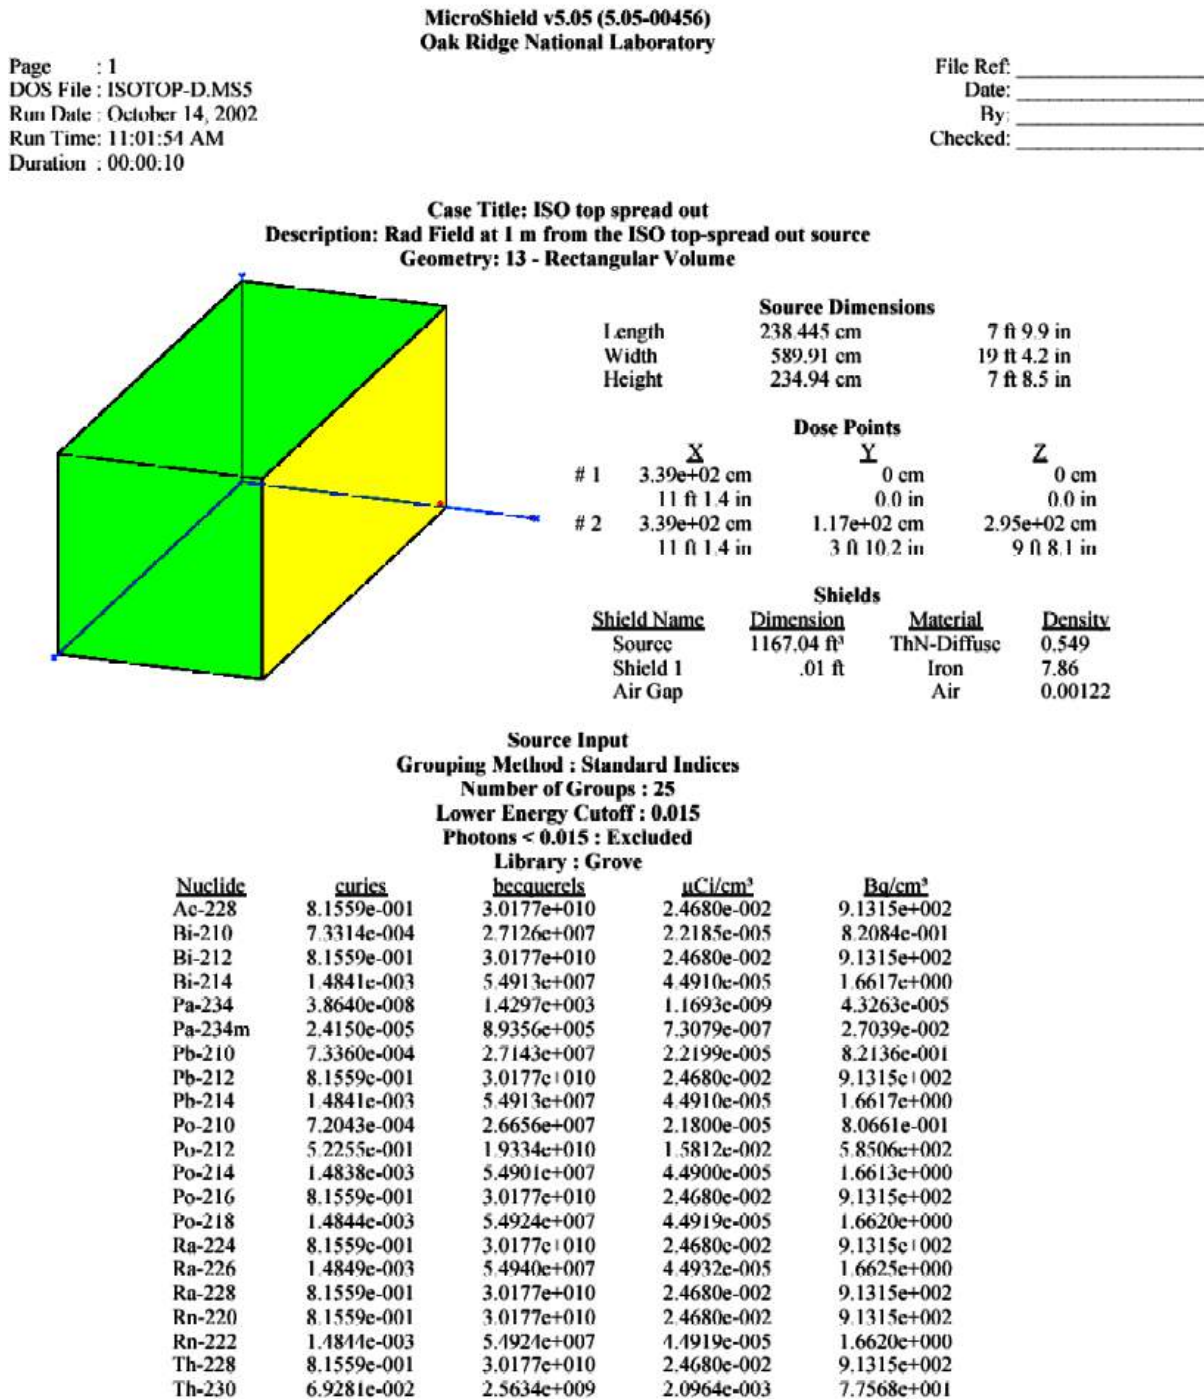 MicroShield v5.05 (5.05-00456)
Oak Ridge National Laboratory
Page : 1
DOS File : ISOTOP-D.MS5
Run Date : October 14, 2002
Run Time: 11:01:54 AM
Duration : 00:00:10
File Ref:
Date:
By:
Checked:
Case Title: ISO top spread out
Description: Rad Field at 1 m from the ISO top-spread out source
Geometry: 13 - Rectangular Volume
Source Dimensions
Length 238.445 cm 7 ft 9.9 in
Width 589.91 cm 19 ft 4.2 in
Height 234.94 cm 7 ft 8.5 in
Dose Points
X Y Z
# 1 3.39e+02 cm 0 cm 0 cm
11 ft 1.4 in 0.0 in 0.0 in
# 2 3.39e+02 cm 1.17e+02 cm 2.95e+02 cm
11 ft 1.4 in 3 ft 10.2 in 9 ft 8.1 in
Shields
Shield Name Dimension Material Density
Source 1167.04 ft³ ThN-Diffuse 0.549
Shield 1 .01 ft Iron 7.86
Air Gap Air 0.00122
Source Input
Grouping Method : Standard Indices
Number of Groups : 25
Lower Energy Cutoff : 0.015
Photons < 0.015 : Excluded
Library : Grove
Nuclide curies becquerels µCi/cm³ Bq/cm³
Ac-228 8.1559e-001 3.0177e+010 2.4680e-002 9.1315e+002
Bi-210 7.3314e-004 2.7126e+007 2.2185e-005 8.2084e-001
Bi-212 8.1559e-001 3.0177e+010 2.4680e-002 9.1315e+002
Bi-214 1.4841e-003 5.4913e+007 4.4910e-005 1.6617e+000
Pa-234 3.8640e-008 1.4297e+003 1.1693e-009 4.3263e-005
Pa-234m 2.4150e-005 8.9356e+005 7.3079e-007 2.7039e-002
Pb-210 7.3360e-004 2.7143e+007 2.2199e-005 8.2136e-001
Pb-212 8.1559e-001 3.0177e+010 2.4680e-002 9.1315e+002
Pb-214 1.4841e-003 5.4913e+007 4.4910e-005 1.6617e+000
Po-210 7.2043e-004 2.6656e+007 2.1800e-005 8.0661e-001
Po-212 5.2255e-001 1.9334e+010 1.5812e-002 5.8506e+002
Po-214 1.4838e-003 5.4901e+007 4.4900e-005 1.6613e+000
Po-216 8.1559e-001 3.0177e+010 2.4680e-002 9.1315e+002
Po-218 1.4844e-003 5.4924e+007 4.4919e-005 1.6620e+000
Ra-224 8.1559e-001 3.0177e+010 2.4680e-002 9.1315e+002
Ra-226 1.4849e-003 5.4940e+007 4.4932e-005 1.6625e+000
Ra-228 8.1559e-001 3.0177e+010 2.4680e-002 9.1315e+002
Rn-220 8.1559e-001 3.0177e+010 2.4680e-002 9.1315e+002
Rn-222 1.4844e-003 5.4924e+007 4.4919e-005 1.6620e+000
Th-228 8.1559e-001 3.0177e+010 2.4680e-002 9.1315e+002
Th-230 6.9281e-002 2.5634e+009 2.0964e-003 7.7568e+001